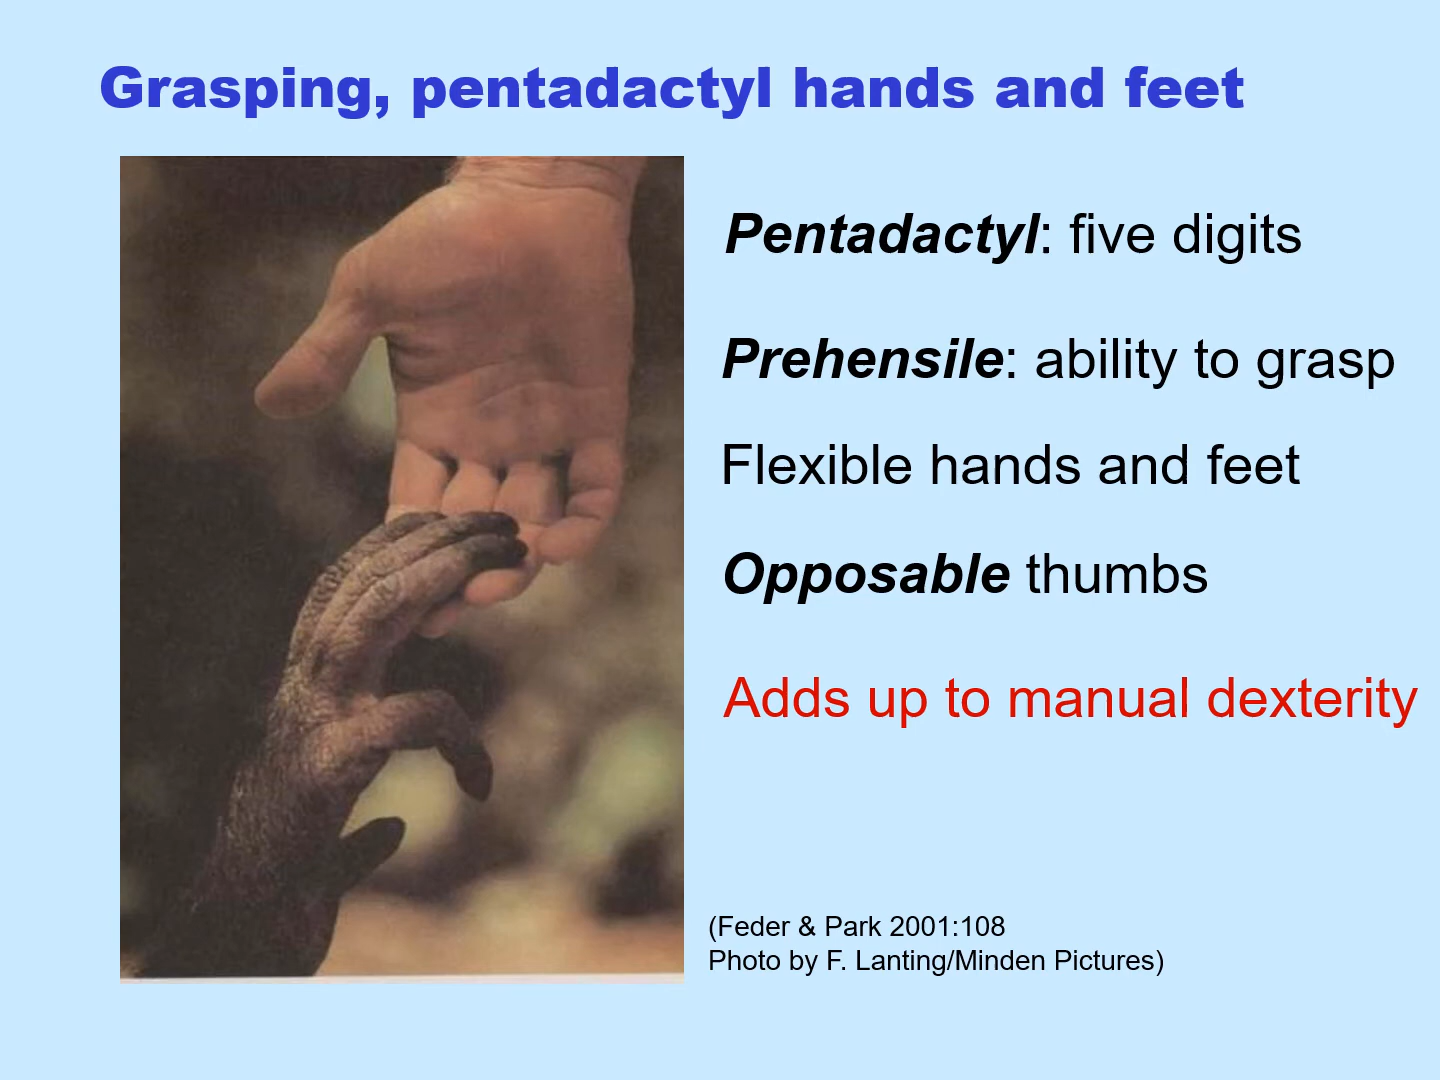 Grasping, pentadactyl hands and feet
Pentadactyl: five digits
Prehensile: ability to grasp
Flexible hands and feet
Opposable thumbs
Adds up to manual dexterity
(Feder & Park 2001:108
Photo by F. Lanting/Minden Pictures)